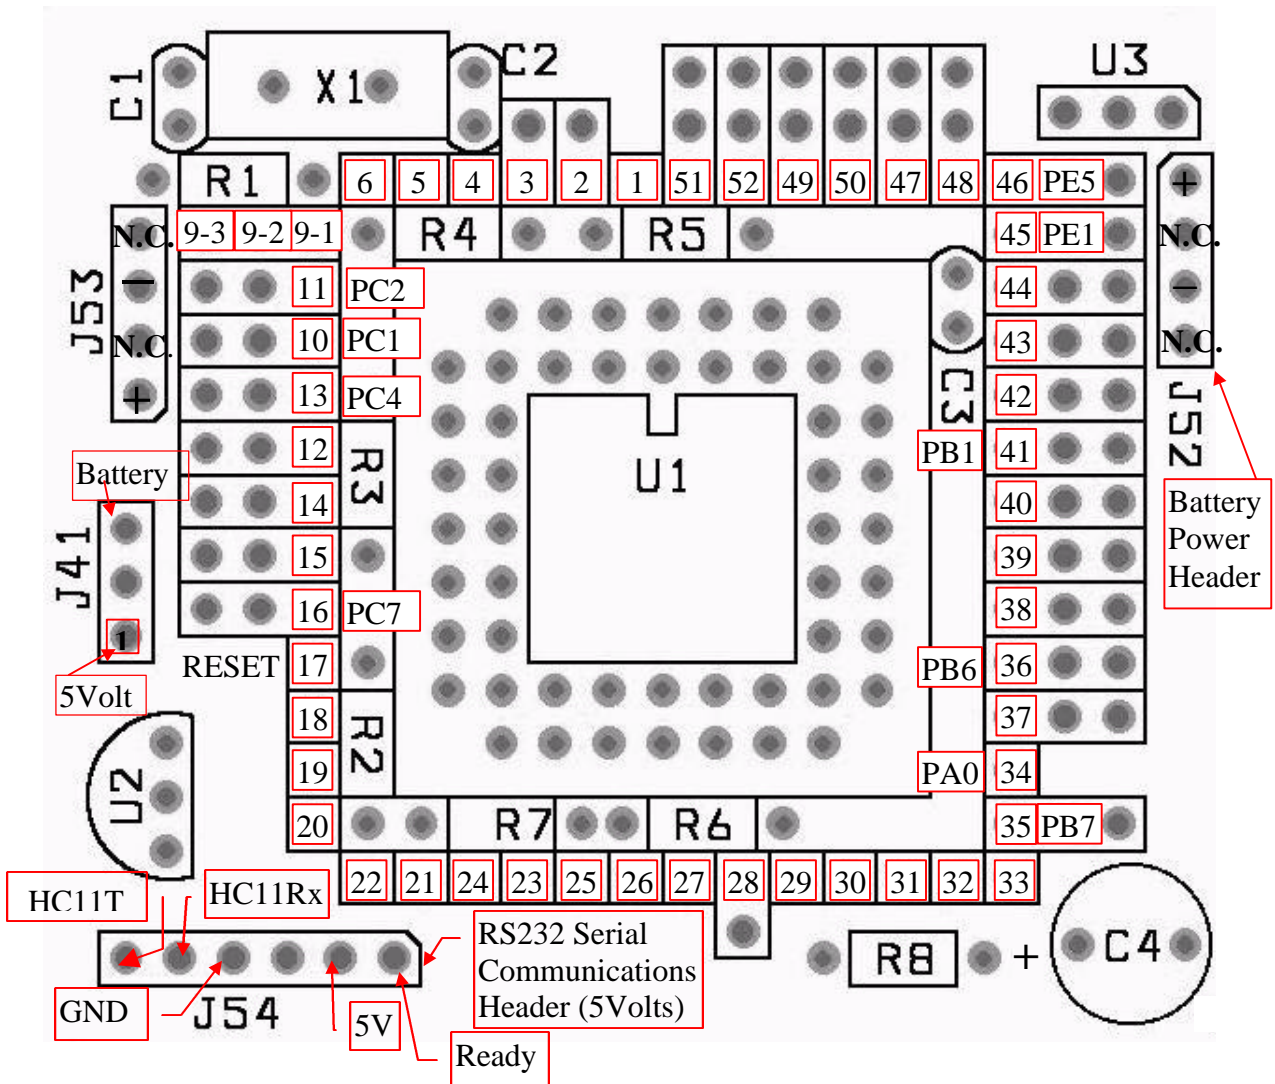 C1
X1
C2
U3
R1
6 5 4 3 2 1 51 52 49 50 47 48 46 PE5
+
N.C.
9-3 9-2 9-1
R4
R5
45 PE1
N.C.
J53
−
11 PC2
44
−
N.C.
10 PC1
43
N.C.
+
13 PC4
C3
42
J52
12
R3
U1
PB1 41
Battery
14
40
Battery
Power
Header
J41
15
39
1
16 PC7
38
RESET 17
PB6 36
5Volt
18
R2
37
U2
19
PA0 34
20
R7
R6
35 PB7
22 21 24 23 25 26 27 28 29 30 31 32 33
HC11T
HC11Rx
RS232 Serial
Communications
Header (5Volts)
R8
+
C4
GND
J54
5V
Ready